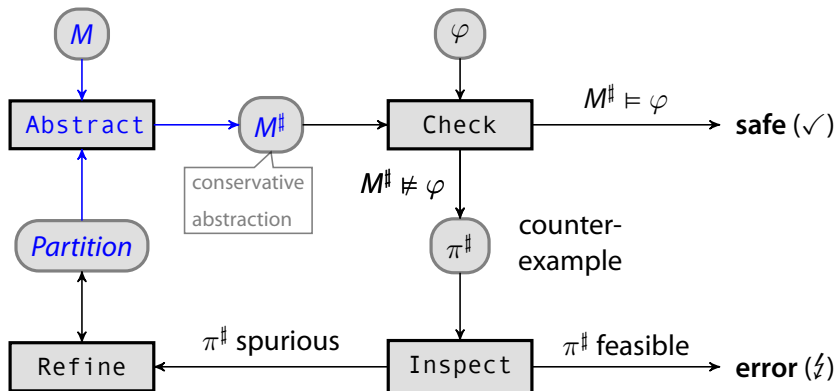 M
φ
Abstract
M♯
Check
M♯ ⊨ φ
safe (✓)
conservative
abstraction
M♯ ⊭ φ
Partition
π♯
counter-
example
Refine
π♯ spurious
Inspect
π♯ feasible
error (↯)